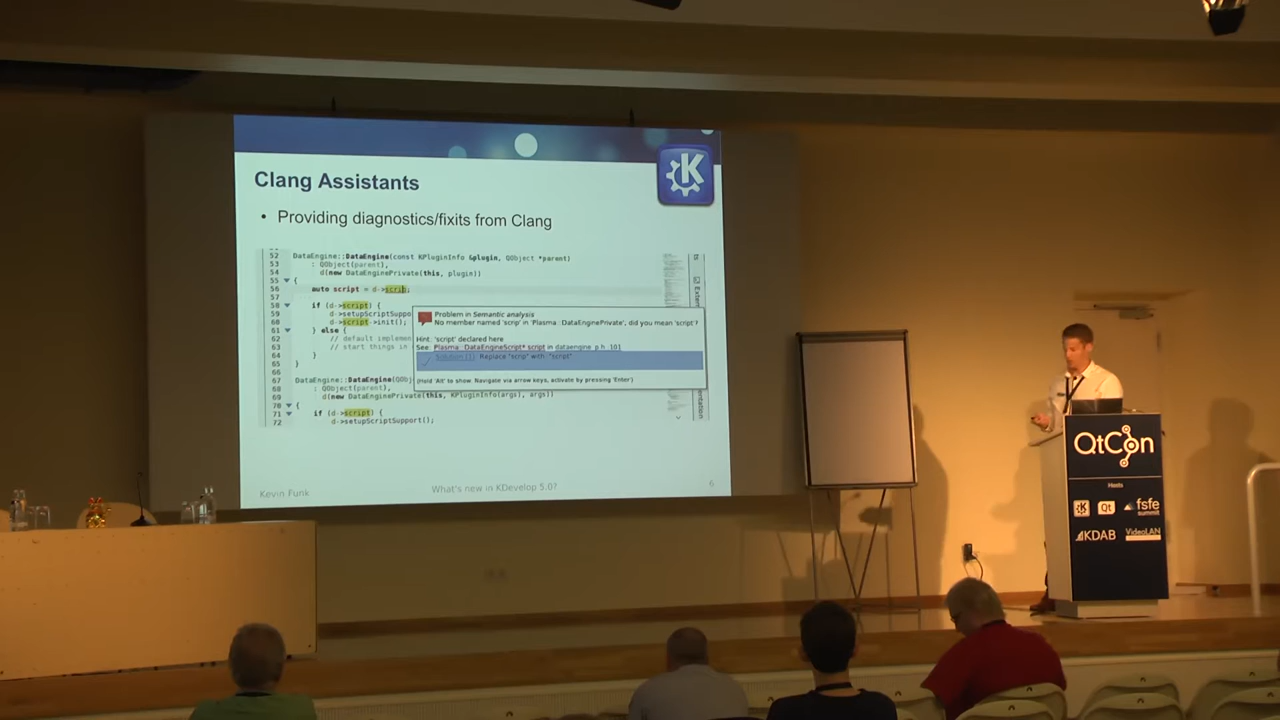 Clang Assistants
• Providing diagnostics/fixits from Clang
52 DataEngine::DataEngine(const KPluginInfo &plugin, QObject *parent)
53 : QObject(parent),
54 d(new DataEnginePrivate(this, plugin))
55 {
56 auto script = d->scrip;
57
58 if (d->script) {
59 d->setupScriptSuppo
60 d->script->init();
61 } else {
62 // default implemen
63 // start things in
64 }
65 }
66
67 DataEngine::DataEngine(QObj
68 : QObject(parent),
69 d(new DataEnginePrivate(this, KPluginInfo(args), args))
70 {
71 if (d->script) {
72 d->setupScriptSupport();
Problem in Semantic analysis
No member named 'scrip' in 'Plasma::DataEnginePrivate', did you mean 'script'?
Hint: 'script' declared here
See: Plasma::DataEngineScript* script in dataengine_p.h:101
Solution (1) Replace "scrip" with "script"
(Hold 'Alt' to show. Navigate via arrow keys, activate by pressing 'Enter')
Kevin Funk
What's new in KDevelop 5.0?
6
QtCon
Hosts
Qt
fsfe
summit
KDAB
VideoLAN